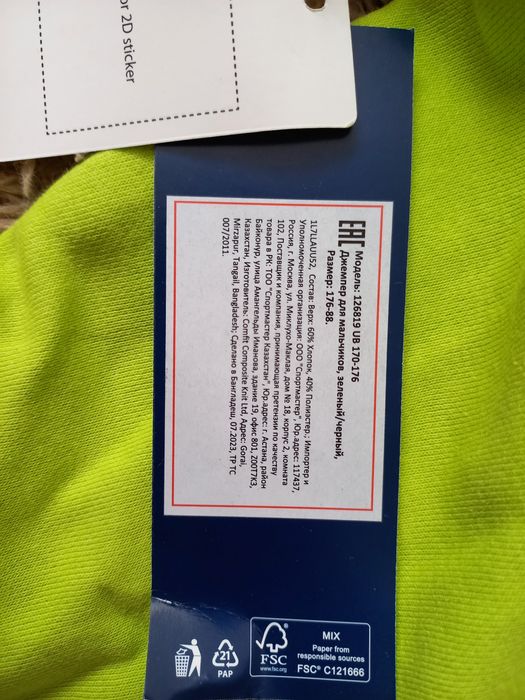 or 2D sticker
EAC Модель: 126819 UB 170-176
Джемпер для мальчиков, зеленый/черный,
Размер: 176-88.
1L7LLAUU52, Состав: Верх: 60% Хлопок, 40% Полиэстер,; Импортер и
Уполномоченная организация: ООО "Спортмастер", Юр.адрес: 117437,
Россия, г. Москва, ул. Миклухо-Маклая, дом № 18, корпус 2, комната
102, Поставщик и компания, принимающая претензии по качеству
товара в РК: ТОО "Спортмастер Казахстан", Юр.адрес: г. Астана, район
Байконур, улица Амангельды Иманова, здание 19, офис 801, Z00T7K3,
Казахстан, Изготовитель: Comfit Composite Knit Ltd, Адрес: Gorai,
Mirzapur, Tangail, Bangladesh; Сделано в Бангладеш, 07.2023, ТР ТС
007/2011.
21
PAP
FSC
www.fsc.org
MIX
Paper from
responsible sources
FSC® C121666